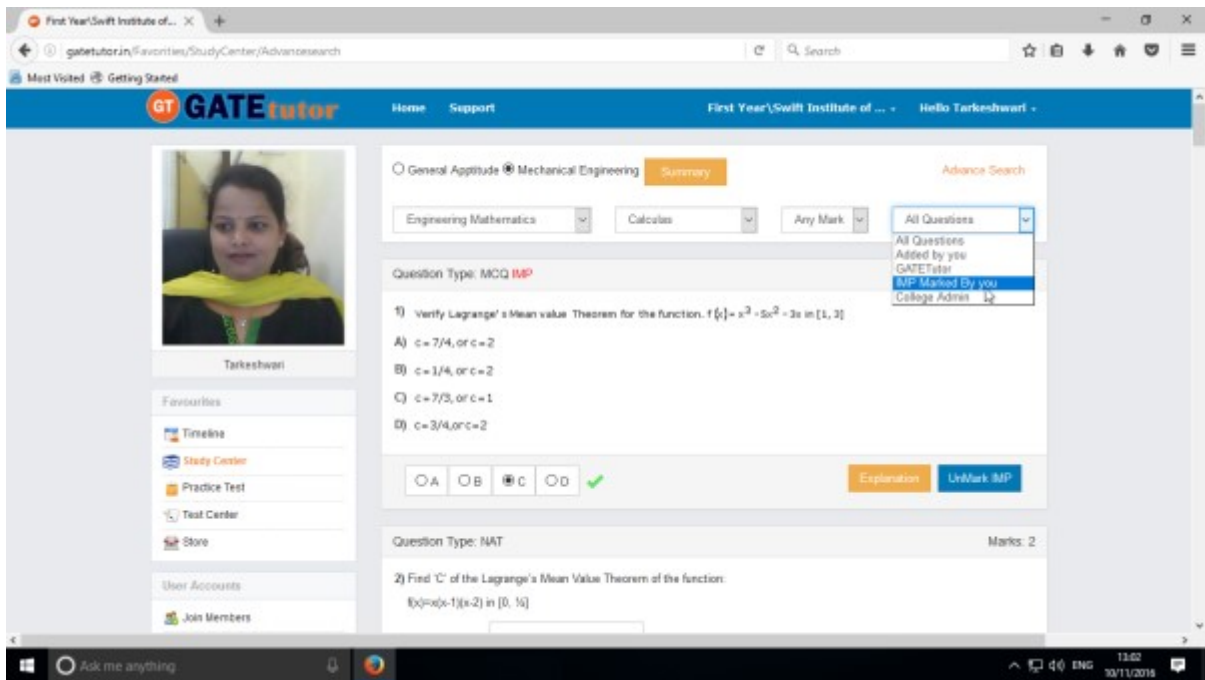 First Year\Swift Institute of...
gatetutor.in/Favorities/StudyCenter/Advancesearch
Search
Most Visited Getting Started
GT GATEtutor Home Support First Year\Swift Institute of ... Hello Tarkeshwari
General Apptitude Mechanical Engineering Summary Advance Search
Engineering Mathematics Calculas Any Mark All Questions
All Questions
Added by you
GATETutor
IMP Marked By you
College Admin
Question Type: MCQ IMP
1) Verify Lagrange's Mean value Theorem for the function. f(x)= x³ -5x² - 3x in [1, 3]
A) c = 7/4, or c = 2
B) c = 1/4, or c = 2
C) c = 7/3, or c = 1
D) c = 3/4,or c = 2
A B C D Explanation UnMark IMP
Question Type: NAT Marks: 2
2) Find 'C' of the Lagrange's Mean Value Theorem of the function:
f(x)=x(x-1)(x-2) in [0, ½]
Tarkeshwari
Favourites
Timeline
Study Center
Practice Test
Test Center
Store
User Accounts
Join Members
Ask me anything ENG 13:02
10/11/2016